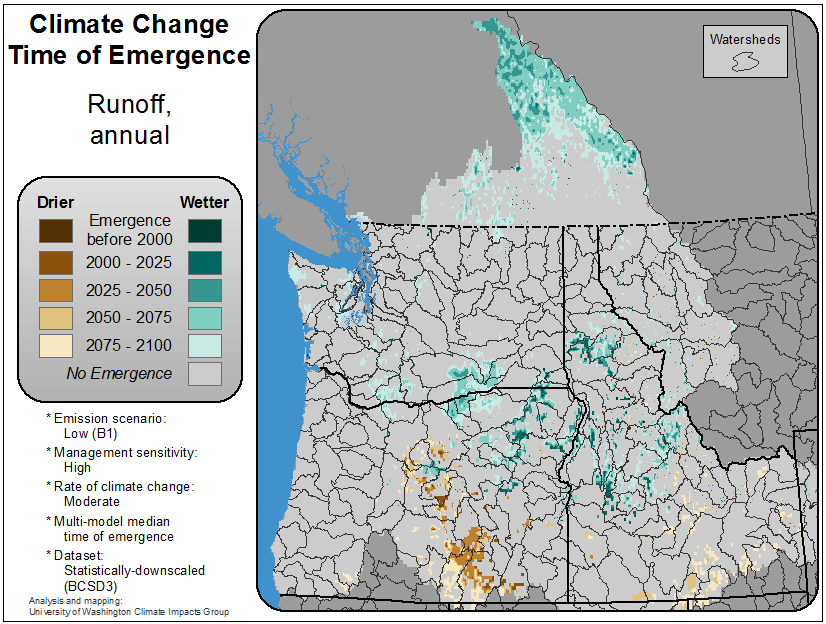 Climate Change
Time of Emergence
Runoff,
annual
Drier
Wetter
Emergence
before 2000
2000 - 2025
2025 - 2050
2050 - 2075
2075 - 2100
No Emergence
* Emission scenario:
Low (B1)
* Management sensitivity:
High
* Rate of climate change:
Moderate
* Multi-model median
time of emergence
* Dataset:
Statistically-downscaled
(BCSD3)
Analysis and mapping:
University of Washington Climate Impacts Group
Watersheds